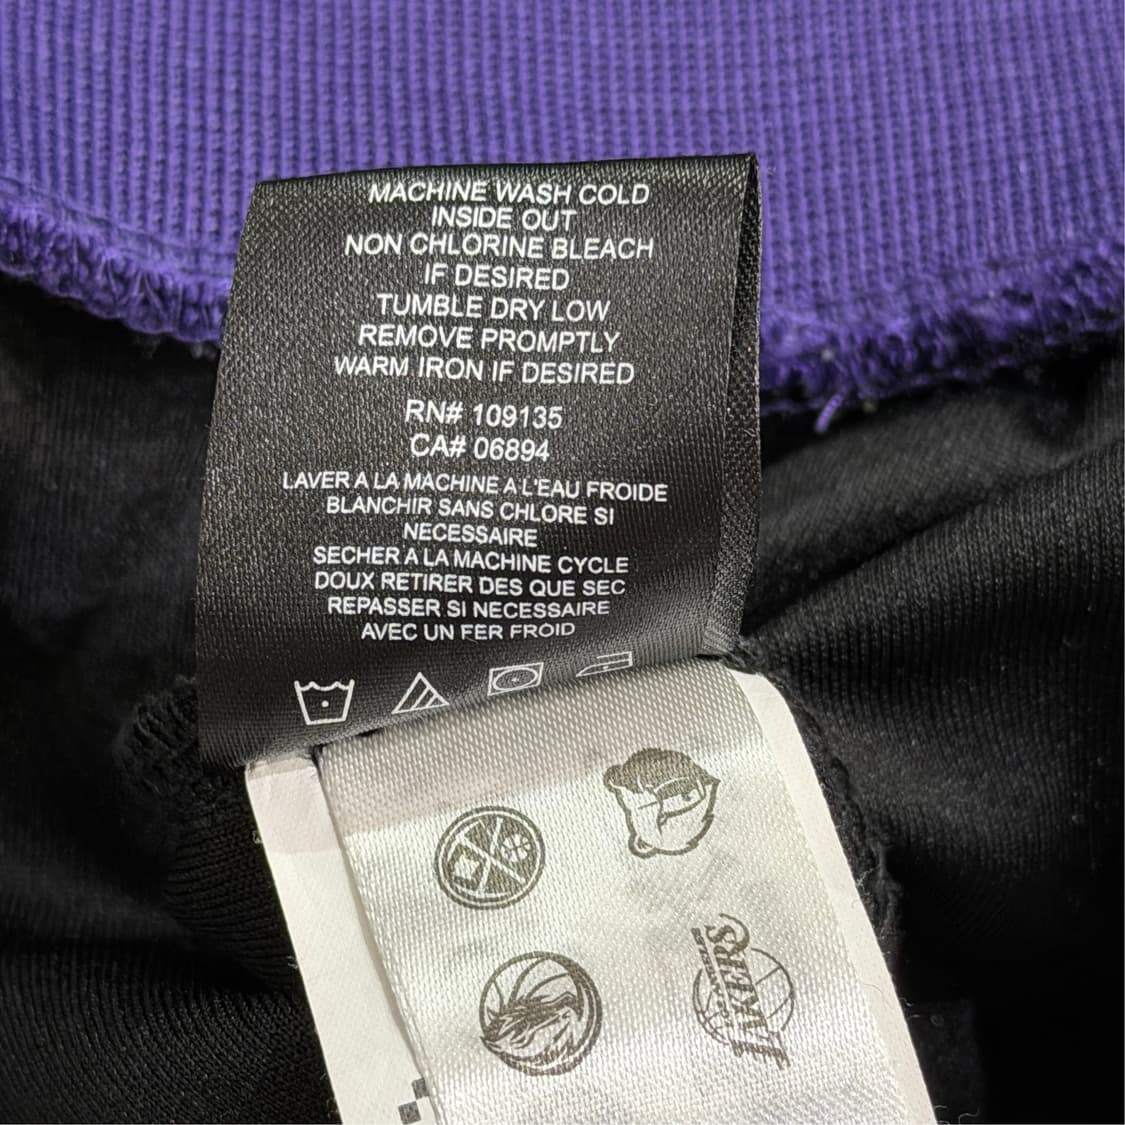 MACHINE WASH COLD
INSIDE OUT
NON CHLORINE BLEACH
IF DESIRED
TUMBLE DRY LOW
REMOVE PROMPTLY
WARM IRON IF DESIRED
RN# 109135
CA# 06894
LAVER A LA MACHINE A L'EAU FROIDE
BLANCHIR SANS CHLORE SI
NECESSAIRE
SECHER A LA MACHINE CYCLE
DOUX RETIRER DES QUE SEC
REPASSER SI NECESSAIRE
AVEC UN FER FROID
LOS ANGELES
LAKERS